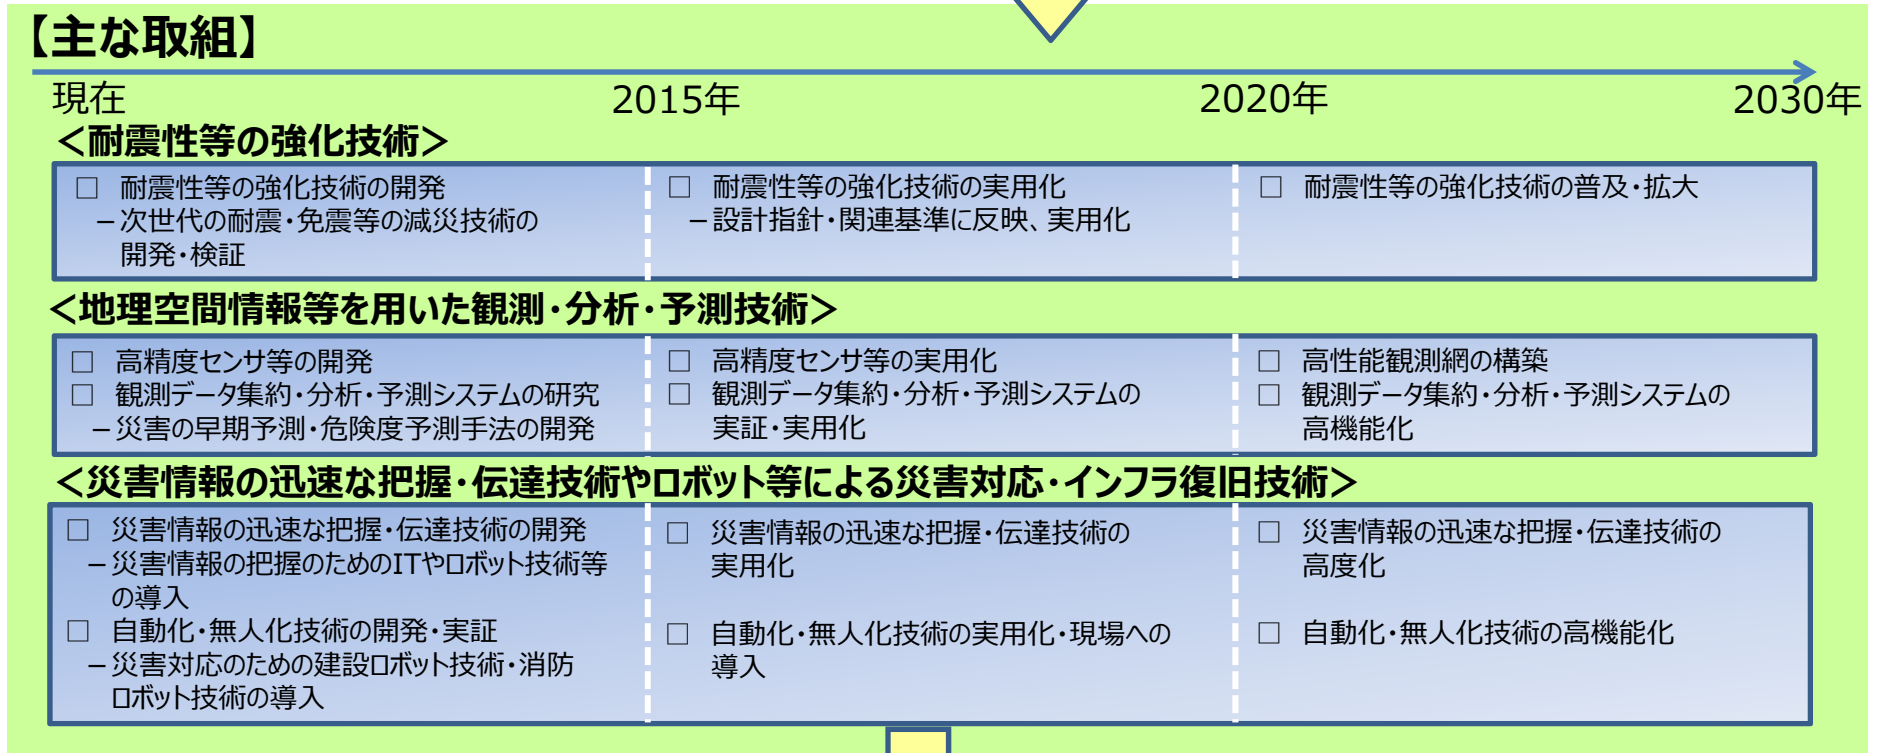 【主な取組】
現在 2015年 2020年 2030年
＜耐震性等の強化技術＞
□ 耐震性等の強化技術の開発
－次世代の耐震・免震等の減災技術の
開発・検証
□ 耐震性等の強化技術の実用化
－設計指針・関連基準に反映、実用化
□ 耐震性等の強化技術の普及・拡大
＜地理空間情報等を用いた観測・分析・予測技術＞
□ 高精度センサ等の開発
□ 観測データ集約・分析・予測システムの研究
－災害の早期予測・危険度予測手法の開発
□ 高精度センサ等の実用化
□ 観測データ集約・分析・予測システムの
実証・実用化
□ 高性能観測網の構築
□ 観測データ集約・分析・予測システムの
高機能化
＜災害情報の迅速な把握・伝達技術やロボット等による災害対応・インフラ復旧技術＞
□ 災害情報の迅速な把握・伝達技術の開発
－災害情報の把握のためのITやロボット技術等
の導入
□ 自動化・無人化技術の開発・実証
－災害対応のための建設ロボット技術・消防
ロボット技術の導入
□ 災害情報の迅速な把握・伝達技術の
実用化
□ 自動化・無人化技術の実用化・現場への
導入
□ 災害情報の迅速な把握・伝達技術の
高度化
□ 自動化・無人化技術の高機能化